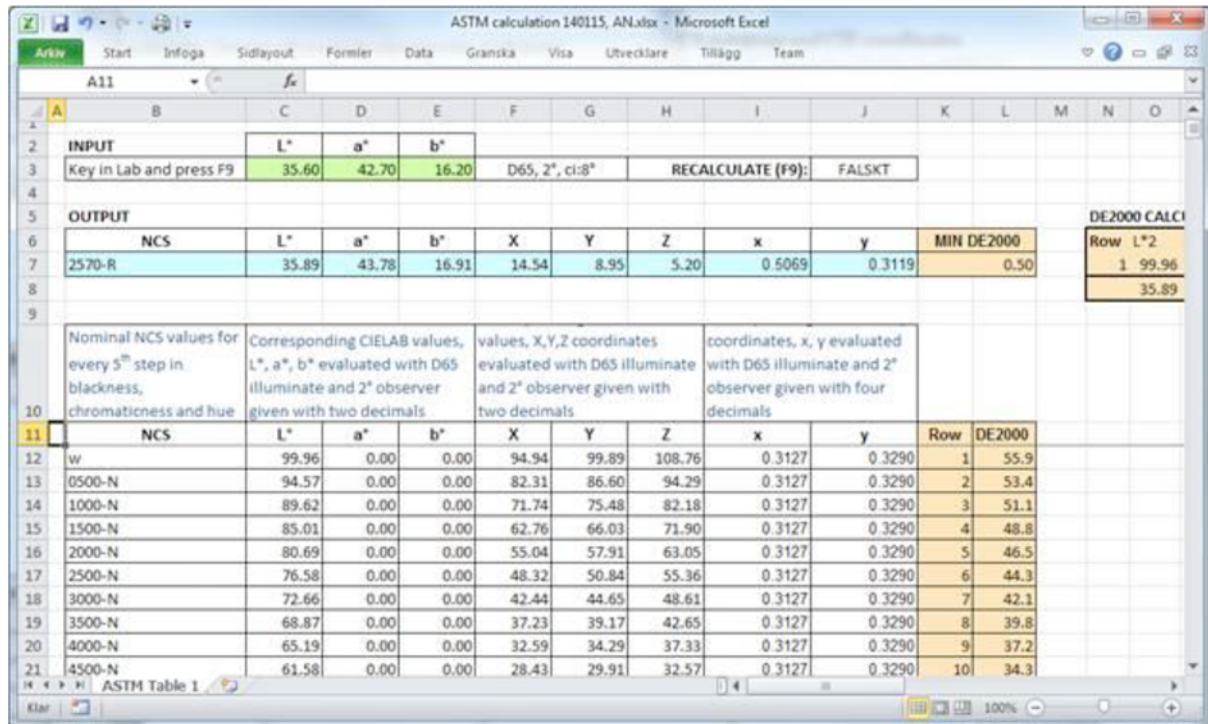 ASTM calculation 140115, AN.xlsx - Microsoft Excel
Arkiv Start Infoga Sidlayout Formler Data Granska Visa Utvecklare Tillägg Team
A11 fx
A B C D E F G H I J K L M N O
1
2 INPUT L* a* b*
3 Key in Lab and press F9 35.60 42.70 16.20 D65, 2°, ci:8° RECALCULATE (F9): FALSKT
4
5 OUTPUT DE2000 CALC
6 NCS L* a* b* X Y Z x y MIN DE2000 Row L*2
7 2570-R 35.89 43.78 16.91 14.54 8.95 5.20 0.5069 0.3119 0.50 1 99.96
8 35.89
9
Nominal NCS values for Corresponding CIELAB values, values, X,Y,Z coordinates coordinates, x, y evaluated
every 5th step in L*, a*, b* evaluated with D65 evaluated with D65 illuminate with D65 illuminate and 2°
blackness, illuminate and 2° observer and 2° observer given with observer given with four
10 chromaticness and hue given with two decimals two decimals decimals
11 NCS L* a* b* X Y Z x y Row DE2000
12 W 99.96 0.00 0.00 94.94 99.89 108.76 0.3127 0.3290 1 55.9
13 0500-N 94.57 0.00 0.00 82.31 86.60 94.29 0.3127 0.3290 2 53.4
14 1000-N 89.62 0.00 0.00 71.74 75.48 82.18 0.3127 0.3290 3 51.1
15 1500-N 85.01 0.00 0.00 62.76 66.03 71.90 0.3127 0.3290 4 48.8
16 2000-N 80.69 0.00 0.00 55.04 57.91 63.05 0.3127 0.3290 5 46.5
17 2500-N 76.58 0.00 0.00 48.32 50.84 55.36 0.3127 0.3290 6 44.3
18 3000-N 72.66 0.00 0.00 42.44 44.65 48.61 0.3127 0.3290 7 42.1
19 3500-N 68.87 0.00 0.00 37.23 39.17 42.65 0.3127 0.3290 8 39.8
20 4000-N 65.19 0.00 0.00 32.59 34.29 37.33 0.3127 0.3290 9 37.2
21 4500-N 61.58 0.00 0.00 28.43 29.91 32.57 0.3127 0.3290 10 34.3
ASTM Table 1
Klar 100%